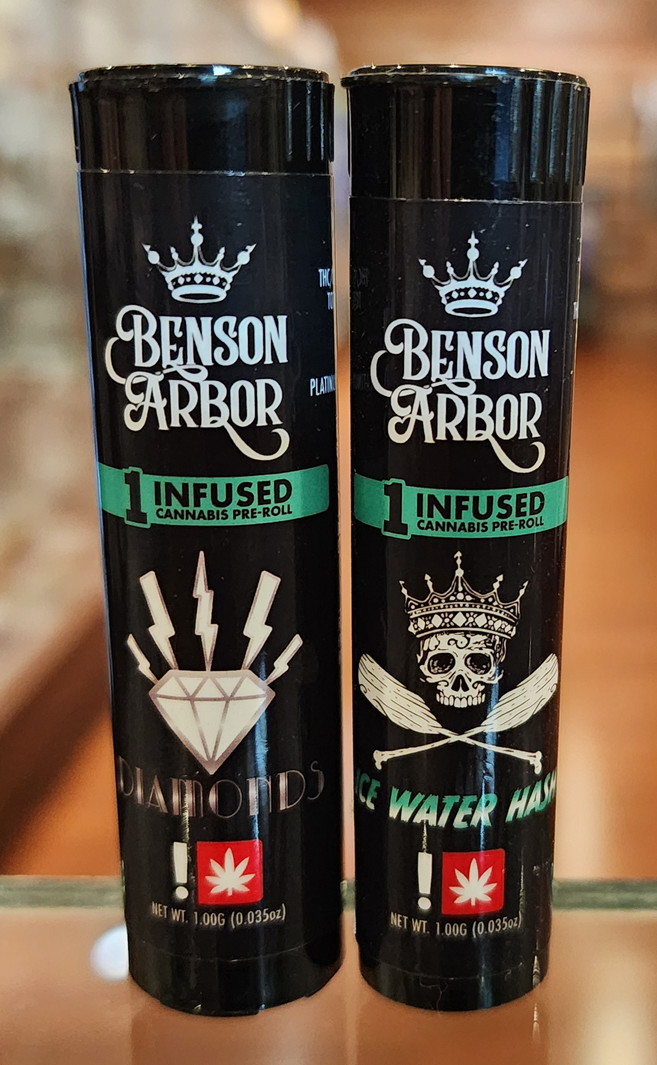 BENSON
ARBOR
1 INFUSED
CANNABIS PRE-ROLL
DIAMONDS
!
NET WT. 1.00G (0.035oz)
THC
BENSON
ARBOR
1 INFUSED
CANNABIS PRE-ROLL
ICE WATER HASH
!
NET WT. 1.00G (0.035oz)